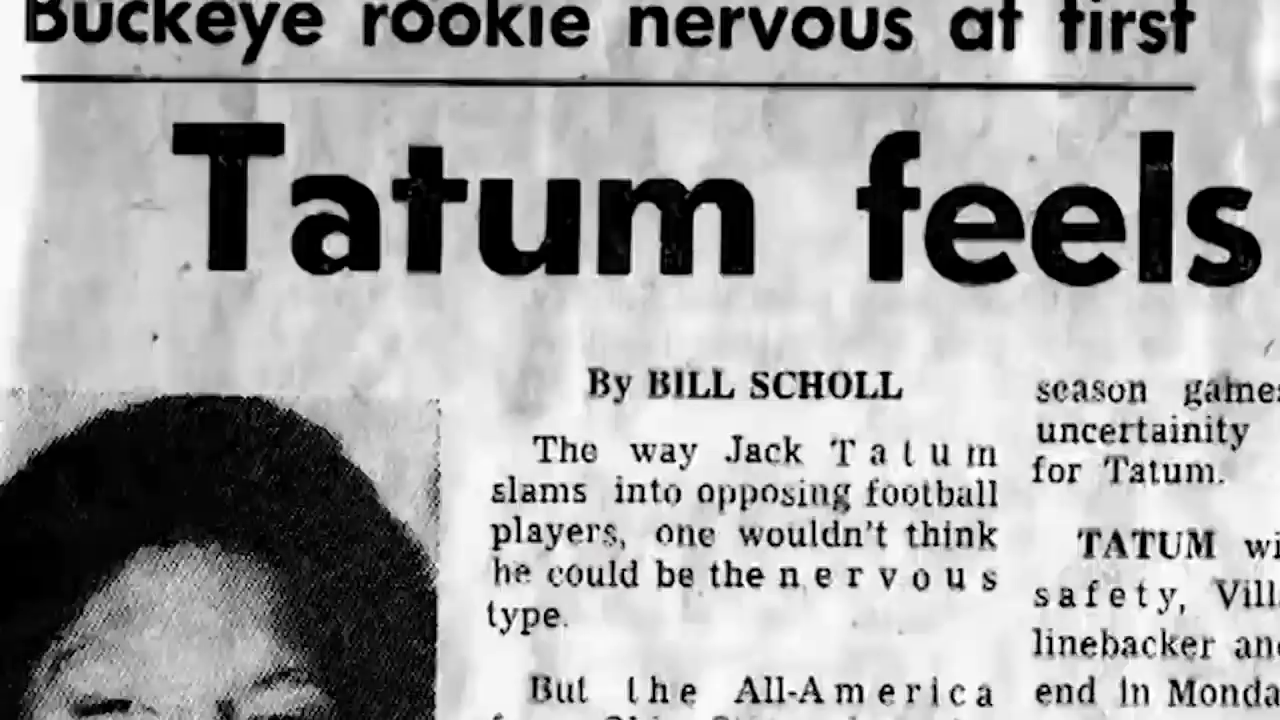 Buckeye rookie nervous at first
Tatum feels
By BILL SCHOLL
The way Jack Tatum
slams into opposing football
players, one wouldn't think
he could be the nervous
type.
But the All-America
season games
uncertainity
for Tatum.
TATUM
safety,
linebacker
end in